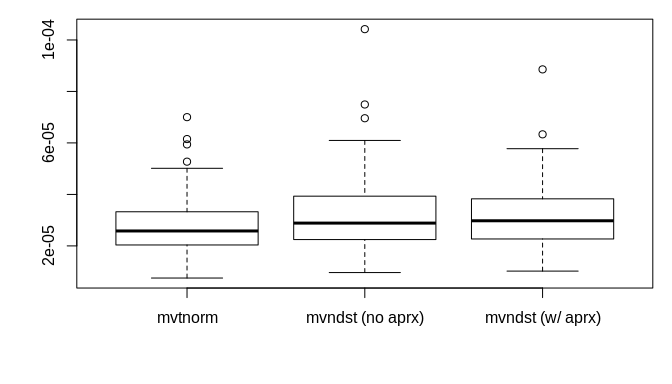 1e-04
6e-05
2e-05
mvtnorm
mvndst (no aprx)
mvndst (w/ aprx)